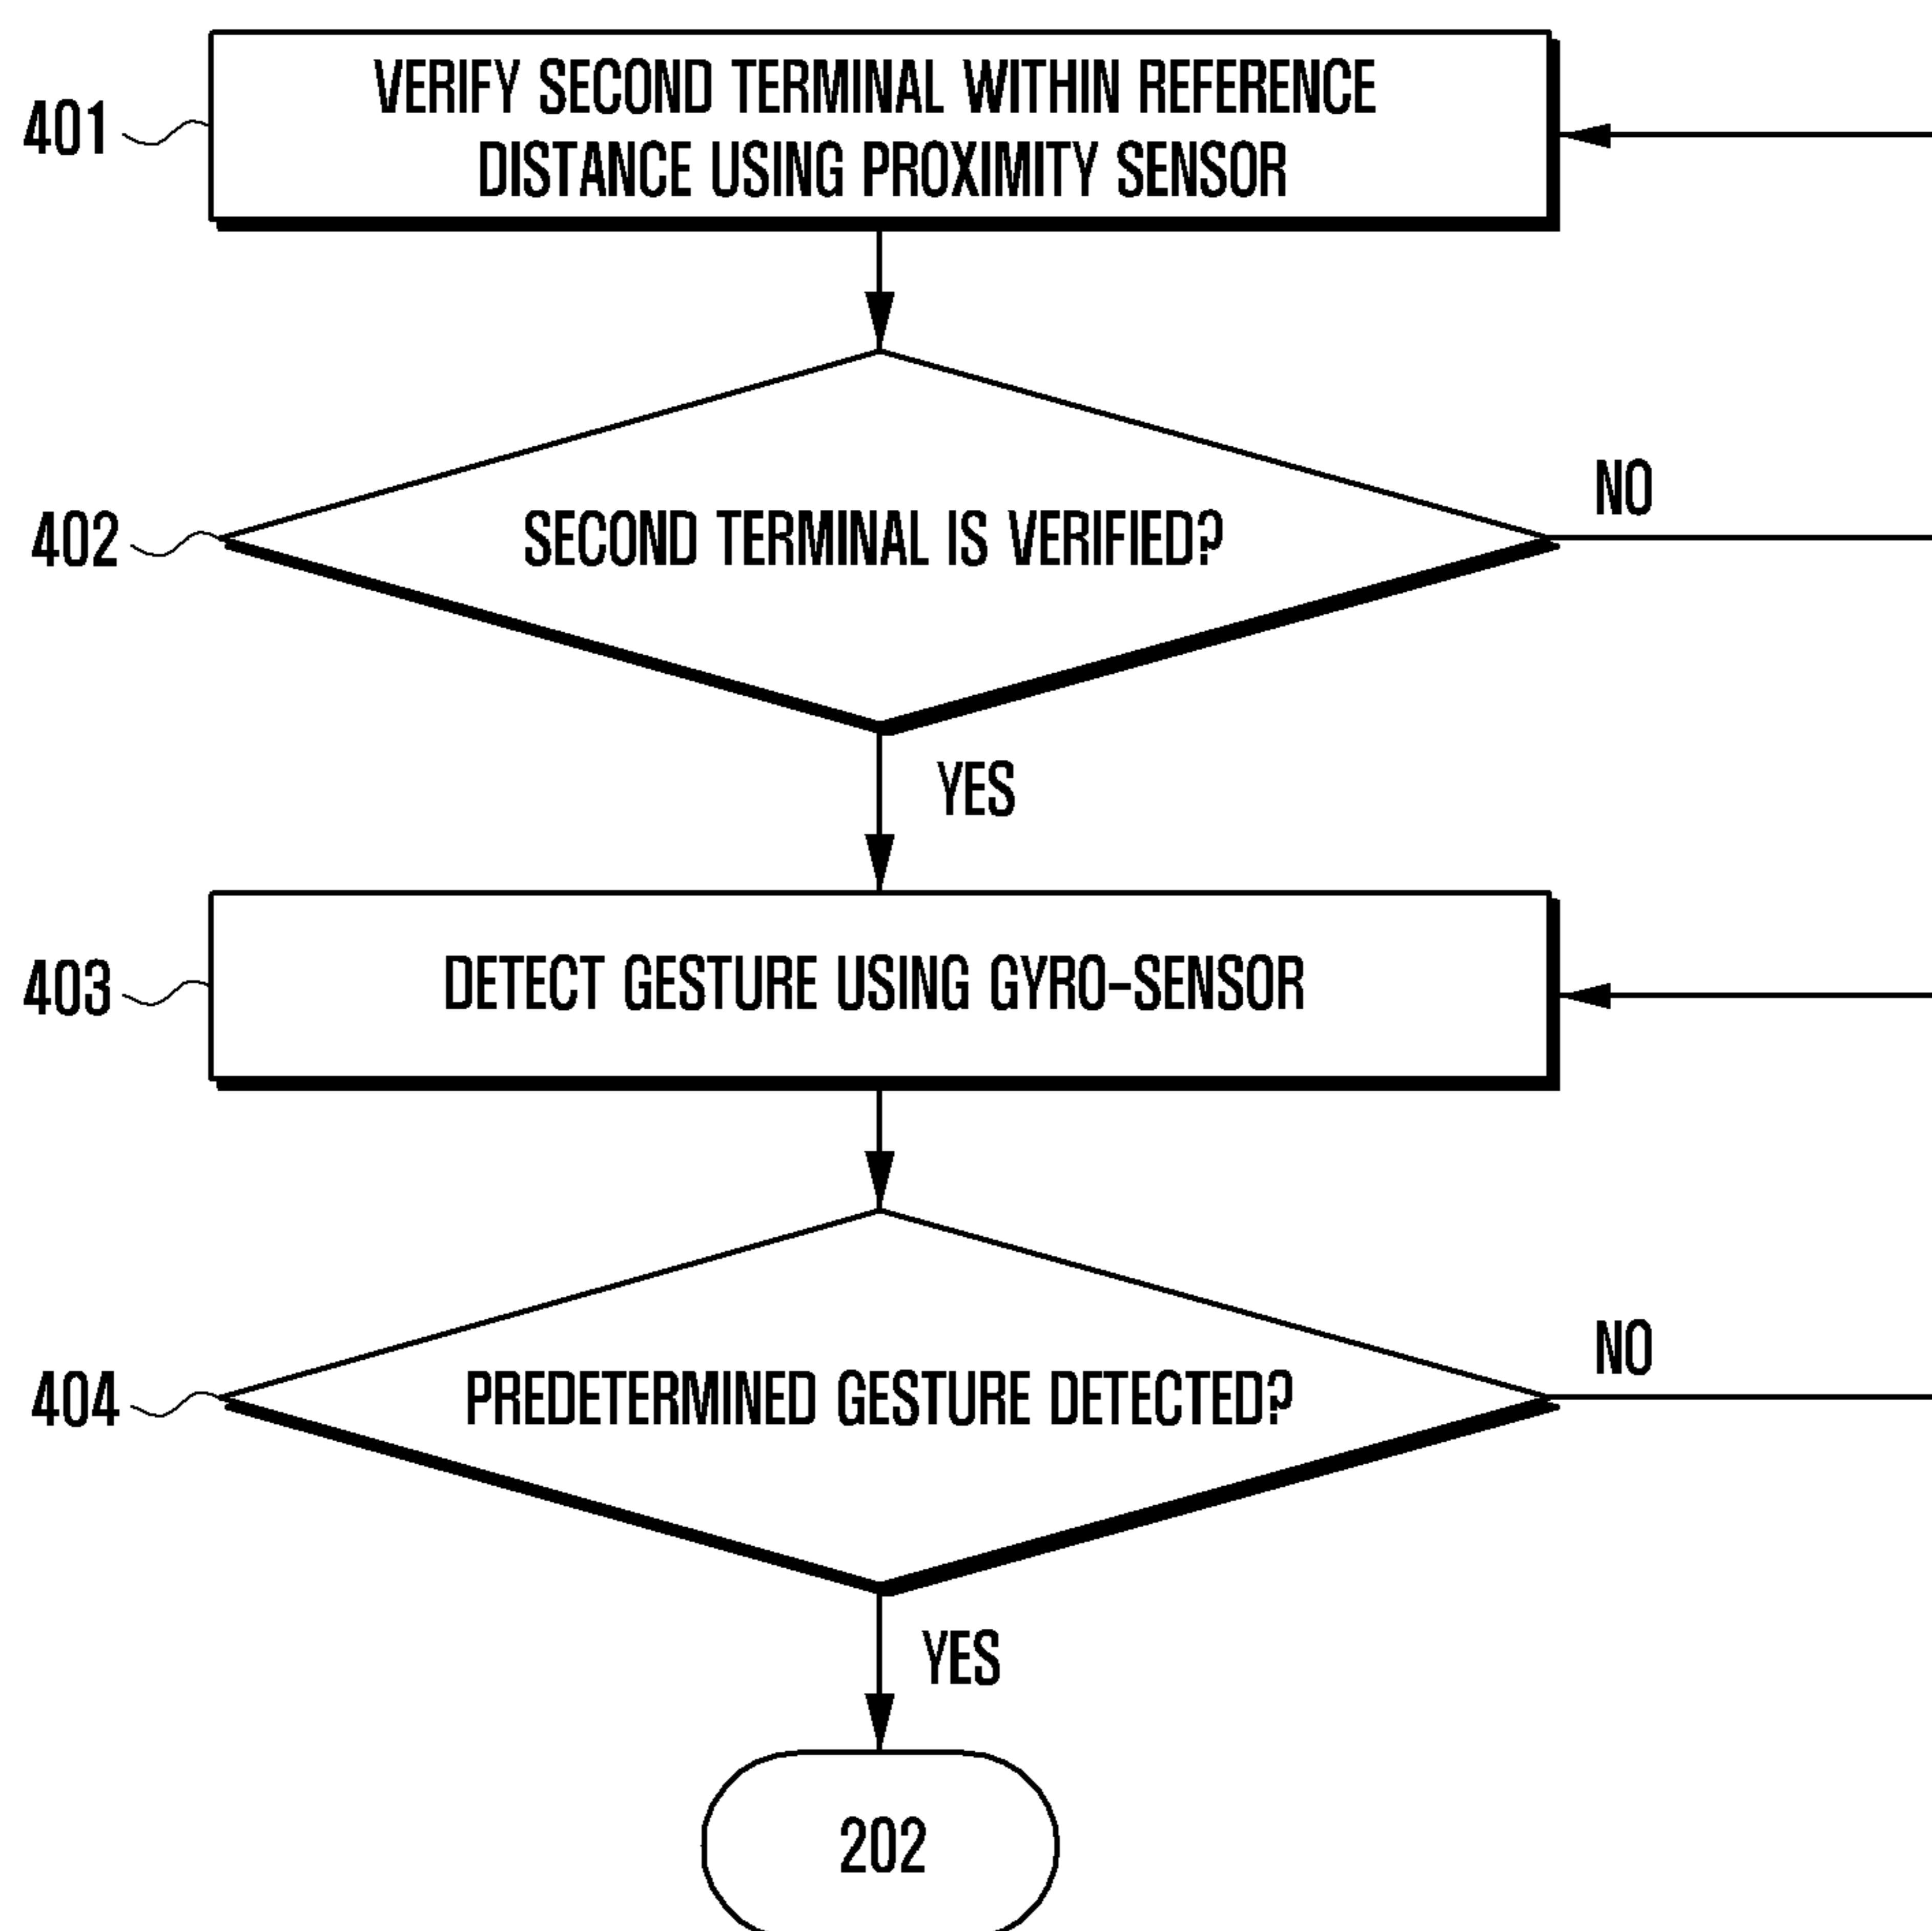 401
VERIFY SECOND TERMINAL WITHIN REFERENCE
DISTANCE USING PROXIMITY SENSOR
402
SECOND TERMINAL IS VERIFIED?
NO
YES
403
DETECT GESTURE USING GYRO-SENSOR
404
PREDETERMINED GESTURE DETECTED?
NO
YES
202